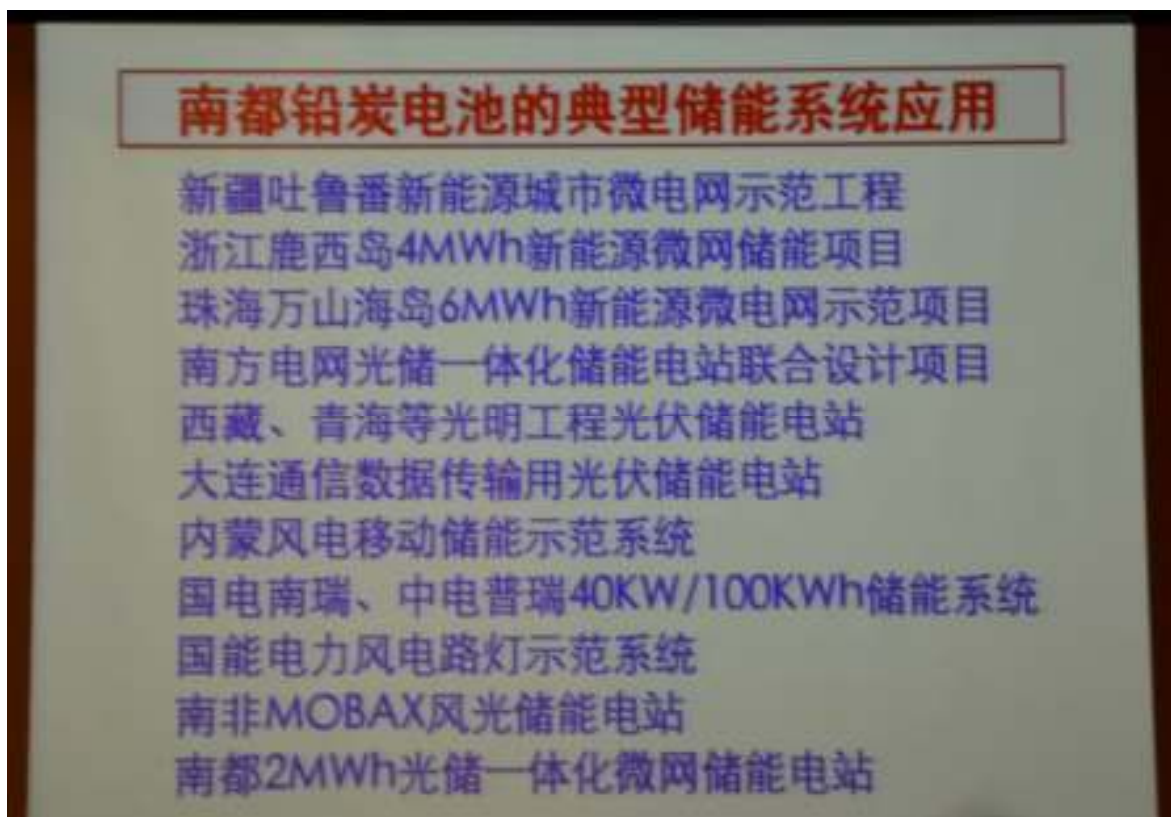 南都铅炭电池的典型储能系统应用
新疆吐鲁番新能源城市微电网示范工程
浙江鹿西岛4MWh新能源微网储能项目
珠海万山海岛6MWh新能源微电网示范项目
南方电网光储一体化储能电站联合设计项目
西藏、青海等光明工程光伏储能电站
大连通信数据传输用光伏储能电站
内蒙风电移动储能示范系统
国电南瑞、中电普瑞40KW/100KWh储能系统
国能电力风电路灯示范系统
南非MOBAX风光储能电站
南都2MWh光储一体化微网储能电站